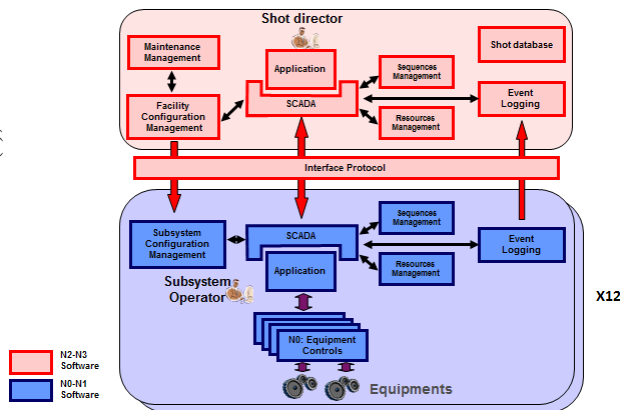 Shot director
Maintenance
Management
Application
Sequences
Management
Shot database
Facility
Configuration
Management
SCADA
Event
Logging
Resources
Management
Interface Protocol
Subsystem
Configuration
Management
SCADA
Sequences
Management
Event
Logging
Application
Resources
Management
Subsystem
Operator
X12
N0: Equipment
Controls
N2-N3
Software
N0-N1
Software
Equipments